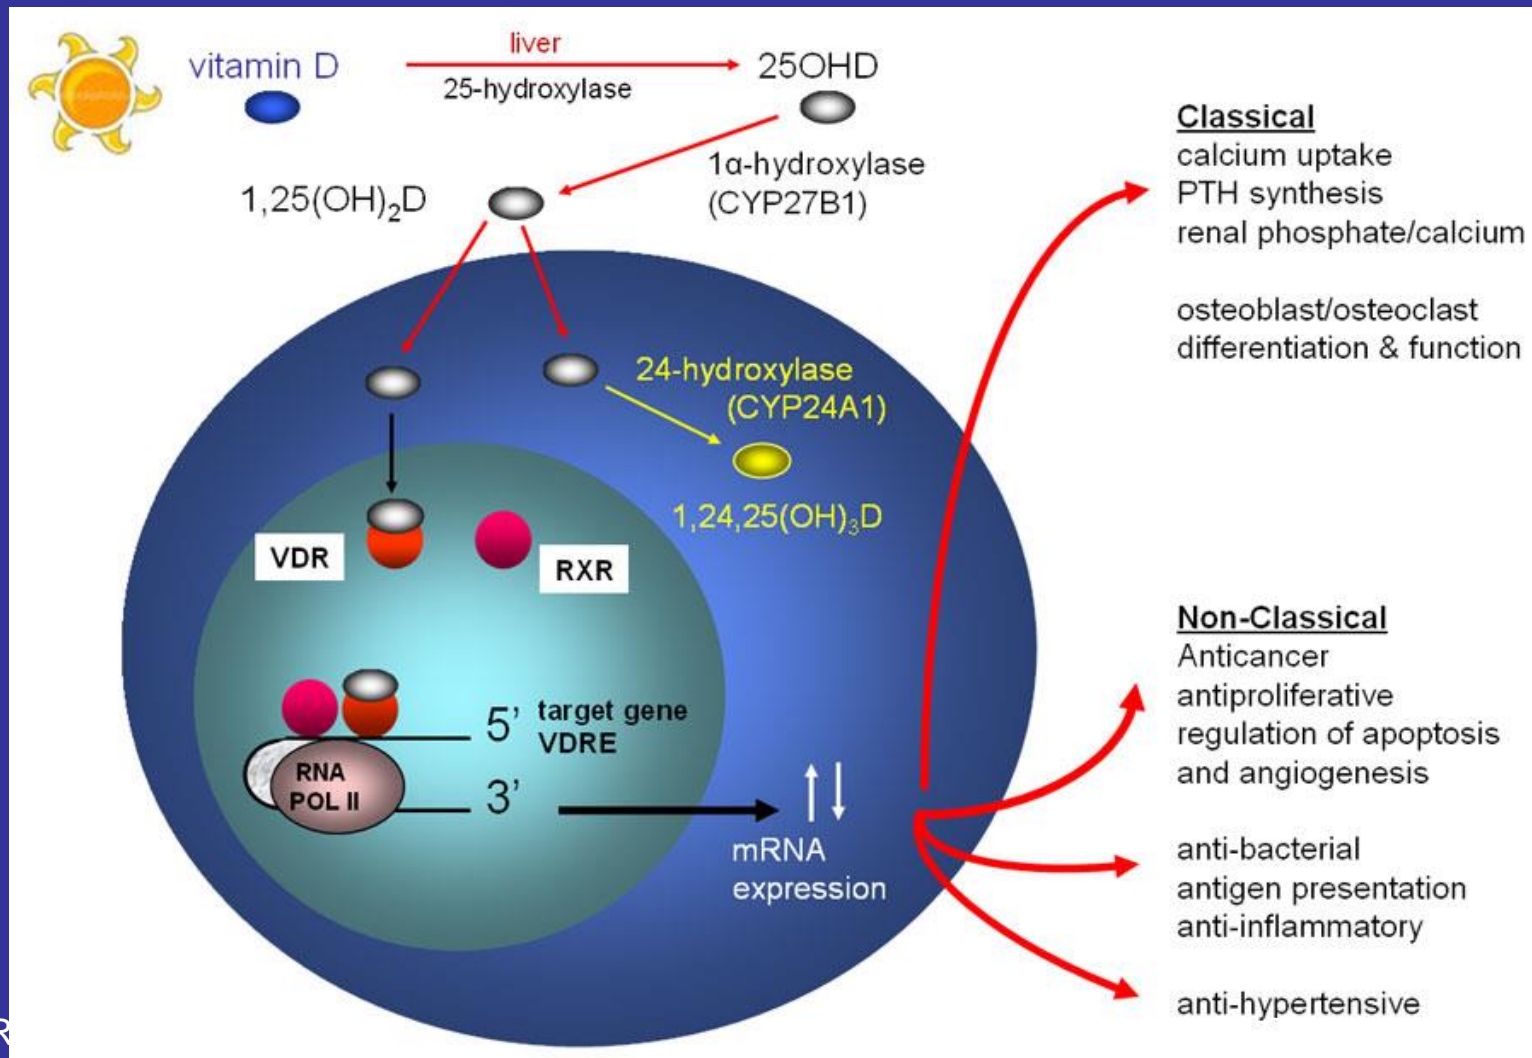 vitamin D
liver
25-hydroxylase
25OHD
1α-hydroxylase
(CYP27B1)
1,25(OH)₂D
24-hydroxylase
(CYP24A1)
1,24,25(OH)₃D
VDR
RXR
5’
target gene
VDRE
RNA
POL II
3’
mRNA
expression
Classical
calcium uptake
PTH synthesis
renal phosphate/calcium
osteoblast/osteoclast
differentiation & function
Non-Classical
Anticancer
antiproliferative
regulation of apoptosis
and angiogenesis
anti-bacterial
antigen presentation
anti-inflammatory
anti-hypertensive
R